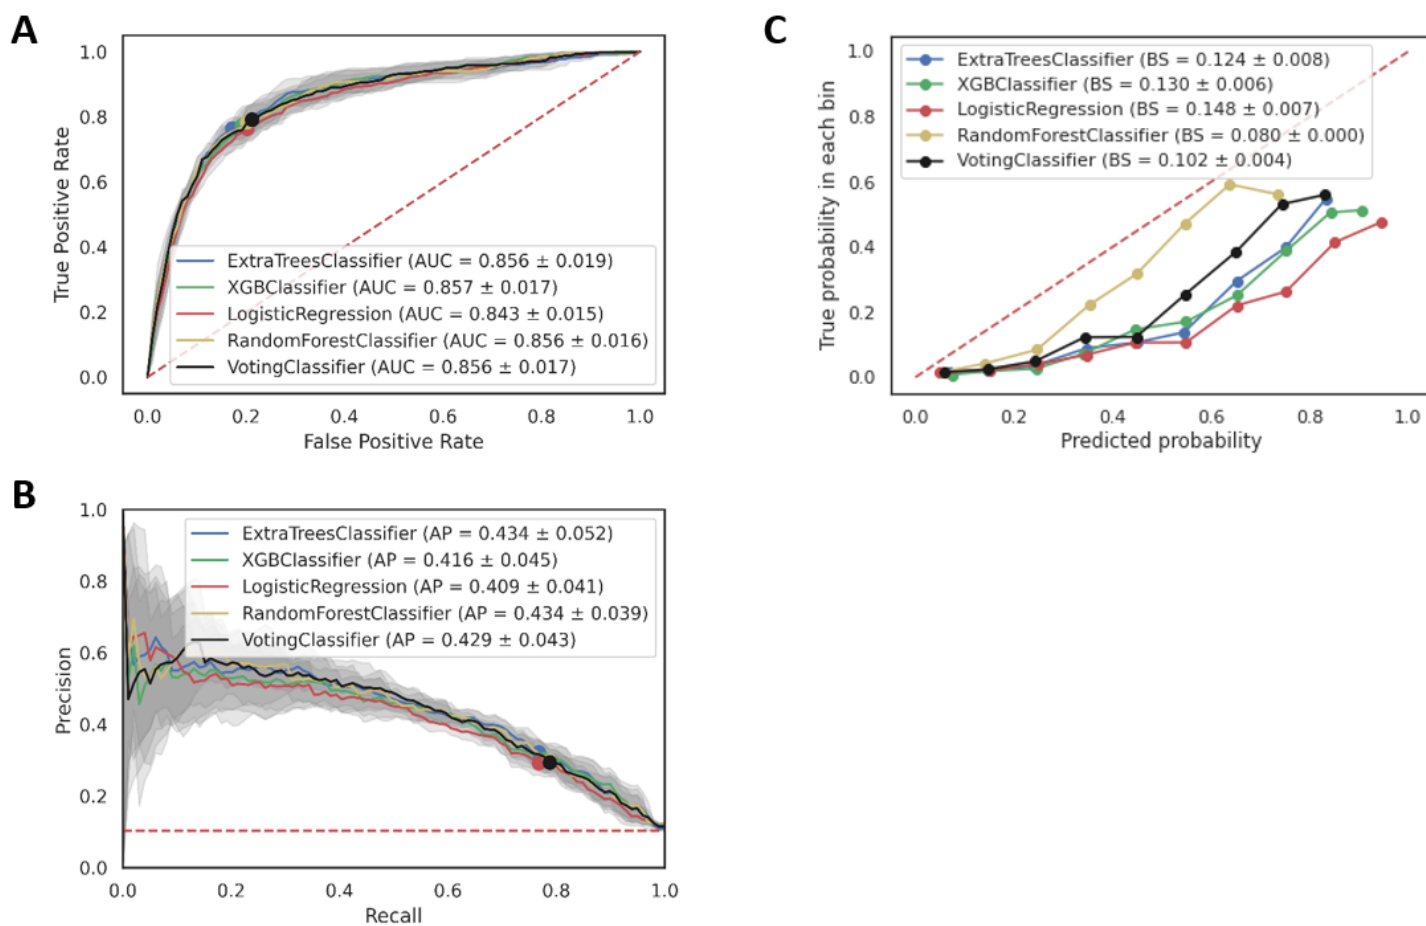 A
1.0
0.8
0.6
0.4
0.2
0.0
True Positive Rate
ExtraTreesClassifier (AUC = 0.856 ± 0.019)
XGBClassifier (AUC = 0.857 ± 0.017)
LogisticRegression (AUC = 0.843 ± 0.015)
RandomForestClassifier (AUC = 0.856 ± 0.016)
VotingClassifier (AUC = 0.856 ± 0.017)
0.0 0.2 0.4 0.6 0.8 1.0
False Positive Rate
C
1.0
0.8
0.6
0.4
0.2
0.0
True probability in each bin
ExtraTreesClassifier (BS = 0.124 ± 0.008)
XGBClassifier (BS = 0.130 ± 0.006)
LogisticRegression (BS = 0.148 ± 0.007)
RandomForestClassifier (BS = 0.080 ± 0.000)
VotingClassifier (BS = 0.102 ± 0.004)
0.0 0.2 0.4 0.6 0.8 1.0
Predicted probability
B
1.0
0.8
0.6
0.4
0.2
0.0
Precision
ExtraTreesClassifier (AP = 0.434 ± 0.052)
XGBClassifier (AP = 0.416 ± 0.045)
LogisticRegression (AP = 0.409 ± 0.041)
RandomForestClassifier (AP = 0.434 ± 0.039)
VotingClassifier (AP = 0.429 ± 0.043)
0.0 0.2 0.4 0.6 0.8 1.0
Recall